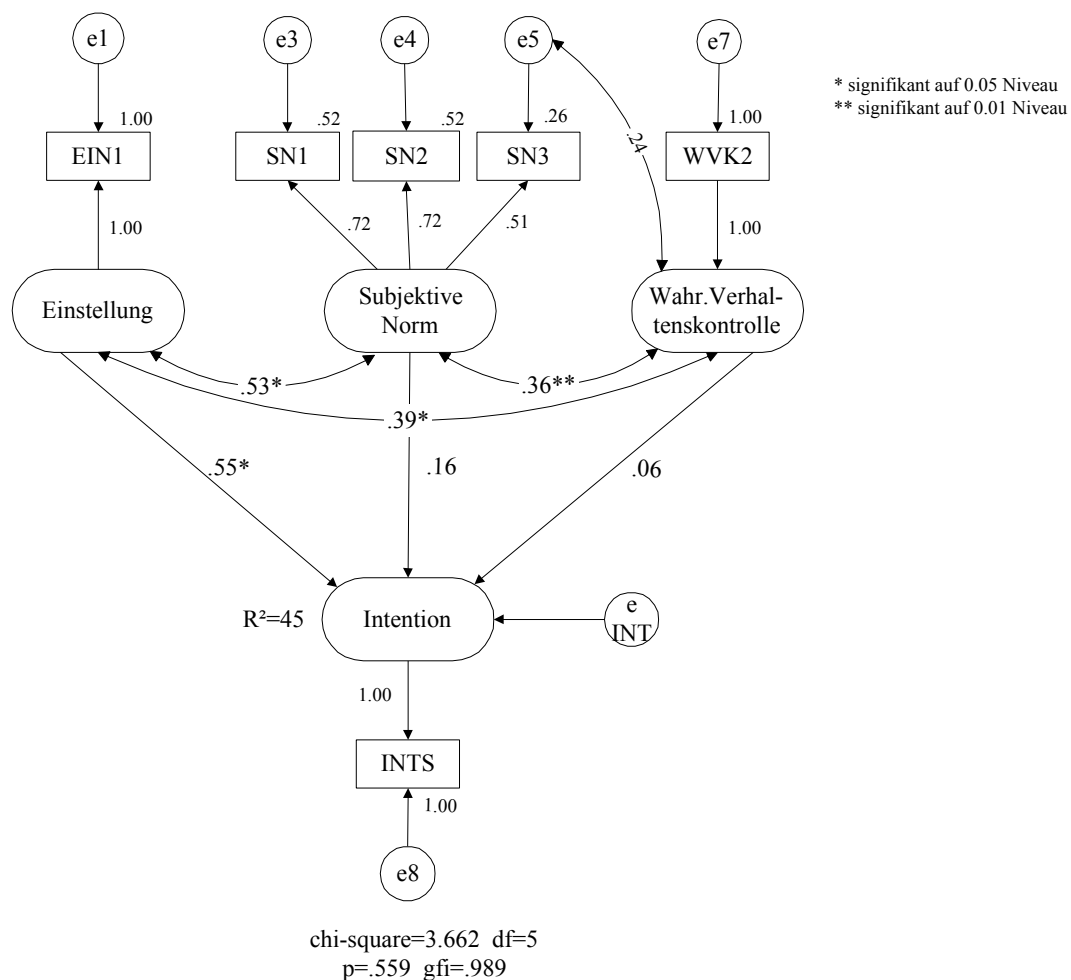 e1
e3
e4
e5
e7
* signifikant auf 0.05 Niveau
** signifikant auf 0.01 Niveau
1.00
.52
.52
.26
1.00
EIN1
SN1
SN2
SN3
WVK2
.24
1.00
.72
.72
.51
1.00
Einstellung
Subjektive
Norm
Wahr.Verhal-
tenskontrolle
.53*
.36**
.39*
.55*
.16
.06
R²=45
Intention
e
INT
1.00
INTS
1.00
e8
chi-square=3.662 df=5
p=.559 gfi=.989